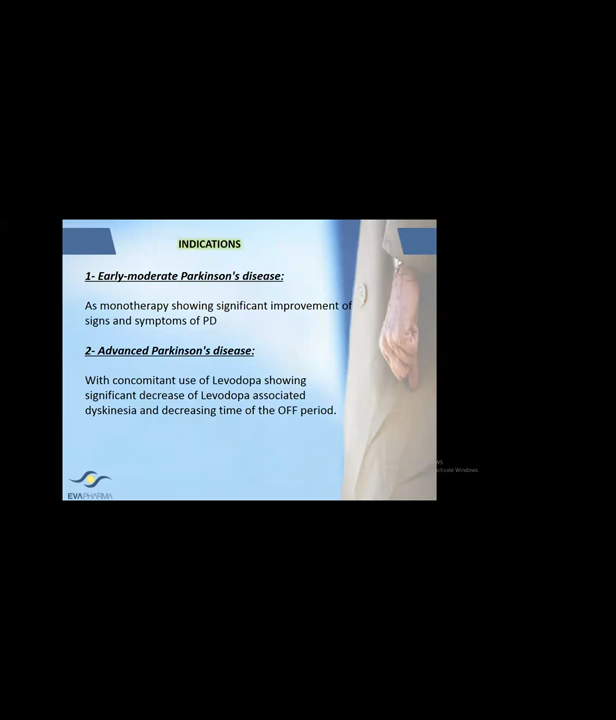 INDICATIONS
1- Early-moderate Parkinson's disease:
As monotherapy showing significant improvement of
signs and symptoms of PD
2- Advanced Parkinson's disease:
With concomitant use of Levodopa showing
significant decrease of Levodopa associated
dyskinesia and decreasing time of the OFF period.
EVAPHARMA
Windows.